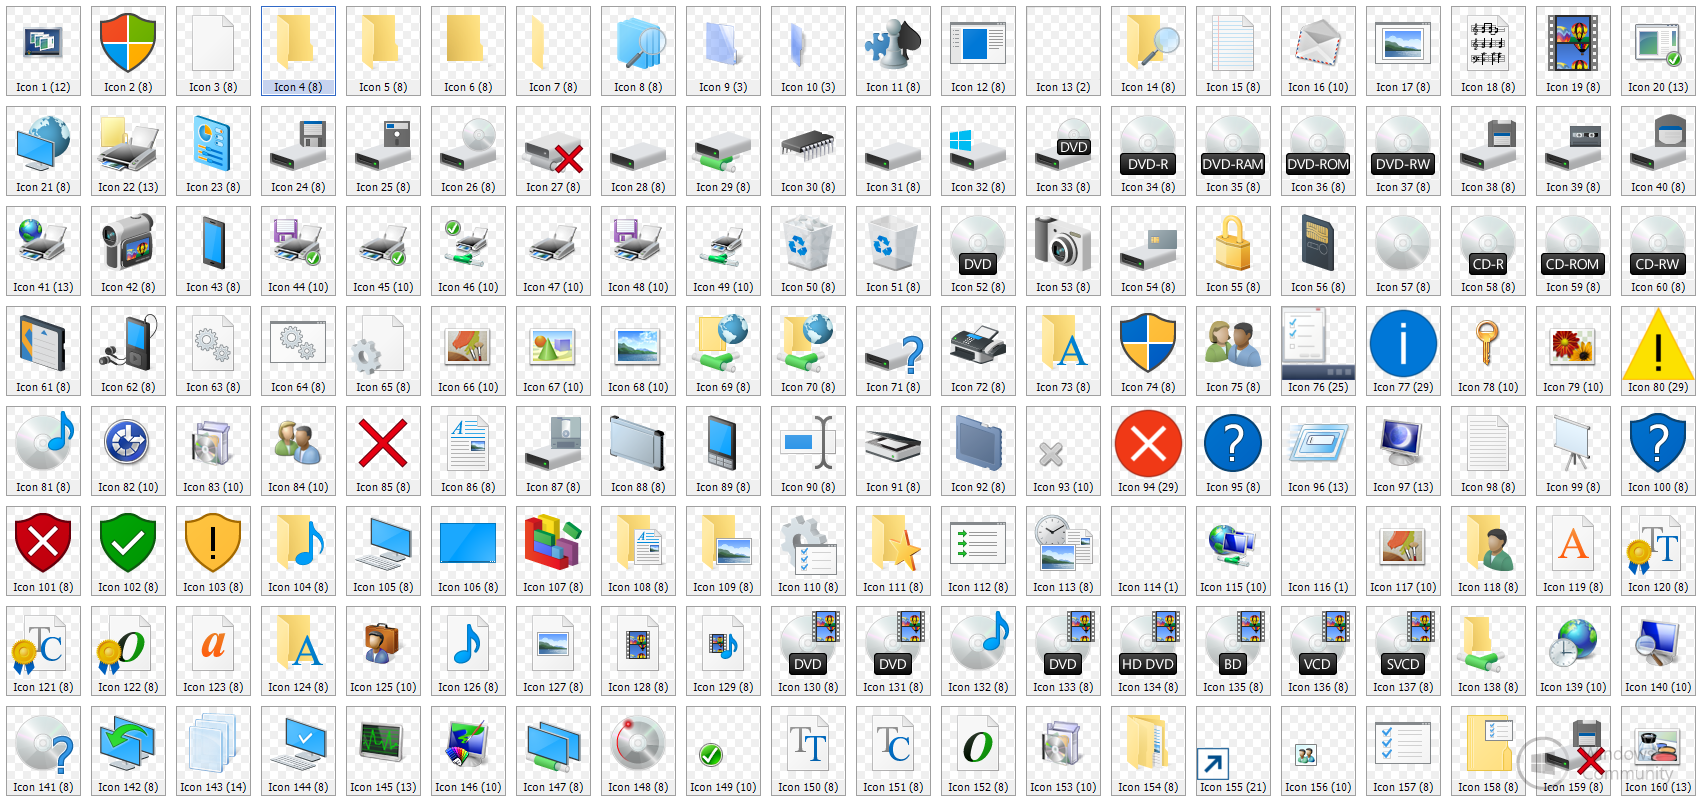 Icon 1 (12) Icon 2 (8) Icon 3 (8) Icon 4 (8) Icon 5 (8) Icon 6 (8) Icon 7 (8) Icon 8 (8) Icon 9 (3) Icon 10 (3) Icon 11 (8) Icon 12 (8) Icon 13 (2) Icon 14 (8) Icon 15 (8) Icon 16 (10) Icon 17 (8) Icon 18 (8) Icon 19 (8) Icon 20 (13)
DVD DVD-R DVD-RAM DVD-ROM DVD-RW
Icon 21 (8) Icon 22 (13) Icon 23 (8) Icon 24 (8) Icon 25 (8) Icon 26 (8) Icon 27 (8) Icon 28 (8) Icon 29 (8) Icon 30 (8) Icon 31 (8) Icon 32 (8) Icon 33 (8) Icon 34 (8) Icon 35 (8) Icon 36 (8) Icon 37 (8) Icon 38 (8) Icon 39 (8) Icon 40 (8)
DVD CD-R CD-ROM CD-RW
Icon 41 (13) Icon 42 (8) Icon 43 (8) Icon 44 (10) Icon 45 (10) Icon 46 (10) Icon 47 (10) Icon 48 (10) Icon 49 (10) Icon 50 (8) Icon 51 (8) Icon 52 (8) Icon 53 (8) Icon 54 (8) Icon 55 (8) Icon 56 (8) Icon 57 (8) Icon 58 (8) Icon 59 (8) Icon 60 (8)
? A i !
Icon 61 (8) Icon 62 (8) Icon 63 (8) Icon 64 (8) Icon 65 (8) Icon 66 (10) Icon 67 (10) Icon 68 (10) Icon 69 (8) Icon 70 (8) Icon 71 (8) Icon 72 (8) Icon 73 (8) Icon 74 (8) Icon 75 (8) Icon 76 (25) Icon 77 (29) Icon 78 (10) Icon 79 (10) Icon 80 (29)
A ? ?
Icon 81 (8) Icon 82 (10) Icon 83 (10) Icon 84 (10) Icon 85 (8) Icon 86 (8) Icon 87 (8) Icon 88 (8) Icon 89 (8) Icon 90 (8) Icon 91 (8) Icon 92 (8) Icon 93 (10) Icon 94 (29) Icon 95 (8) Icon 96 (13) Icon 97 (13) Icon 98 (8) Icon 99 (8) Icon 100 (8)
! A A TT
Icon 101 (8) Icon 102 (8) Icon 103 (8) Icon 104 (8) Icon 105 (8) Icon 106 (8) Icon 107 (8) Icon 108 (8) Icon 109 (8) Icon 110 (8) Icon 111 (8) Icon 112 (8) Icon 113 (8) Icon 114 (1) Icon 115 (10) Icon 116 (1) Icon 117 (10) Icon 118 (8) Icon 119 (8) Icon 120 (8)
TC O a A DVD DVD DVD HD DVD BD VCD SVCD
Icon 121 (8) Icon 122 (8) Icon 123 (8) Icon 124 (8) Icon 125 (10) Icon 126 (8) Icon 127 (8) Icon 128 (8) Icon 129 (8) Icon 130 (8) Icon 131 (8) Icon 132 (8) Icon 133 (8) Icon 134 (8) Icon 135 (8) Icon 136 (8) Icon 137 (8) Icon 138 (8) Icon 139 (10) Icon 140 (10)
? TT TC O
Community
Icon 141 (8) Icon 142 (8) Icon 143 (14) Icon 144 (8) Icon 145 (13) Icon 146 (10) Icon 147 (8) Icon 148 (8) Icon 149 (10) Icon 150 (8) Icon 151 (8) Icon 152 (8) Icon 153 (10) Icon 154 (8) Icon 155 (21) Icon 156 (10) Icon 157 (8) Icon 158 (8) Icon 159 (8) Icon 160 (13)